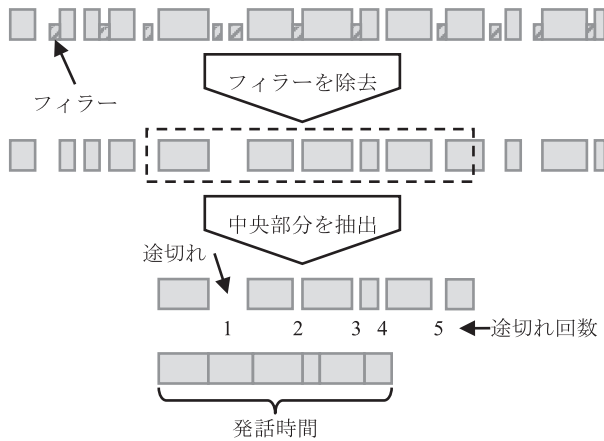 フィラー
フィラーを除去
中央部分を抽出
途切れ
1 2 3 4 5 途切れ回数
発話時間